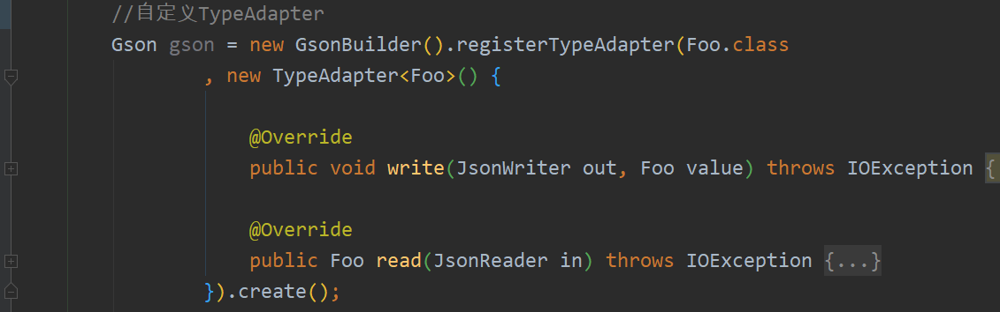 //自定义TypeAdapter
Gson gson = new GsonBuilder().registerTypeAdapter(Foo.class
, new TypeAdapter<Foo>() {
@Override
public void write(JsonWriter out, Foo value) throws IOException {
@Override
public Foo read(JsonReader in) throws IOException {...}
}).create();